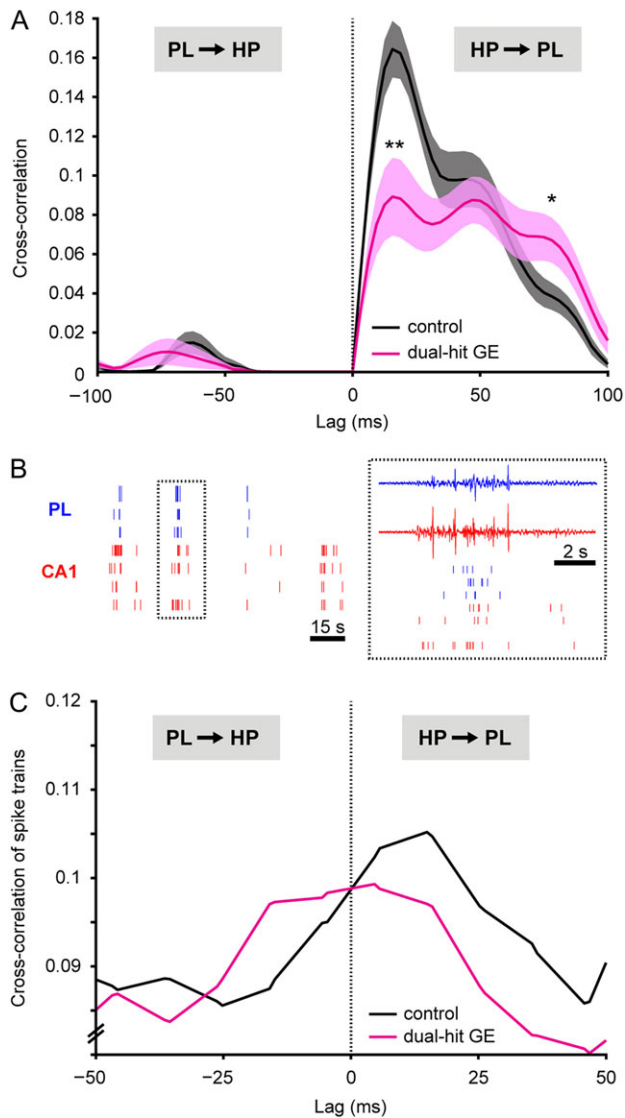 A
0.18
PL → HP
HP → PL
0.16
0.14
0.12
**
0.1
*
0.08
0.06
0.04
0.02
0
Cross-correlation
control
dual-hit GE
−100
−50
0
50
100
Lag (ms)
B
PL
CA1
15 s
2 s
C
0.12
PL → HP
HP → PL
0.11
0.1
0.09
Cross-correlation of spike trains
control
dual-hit GE
−50
−25
0
25
50
Lag (ms)